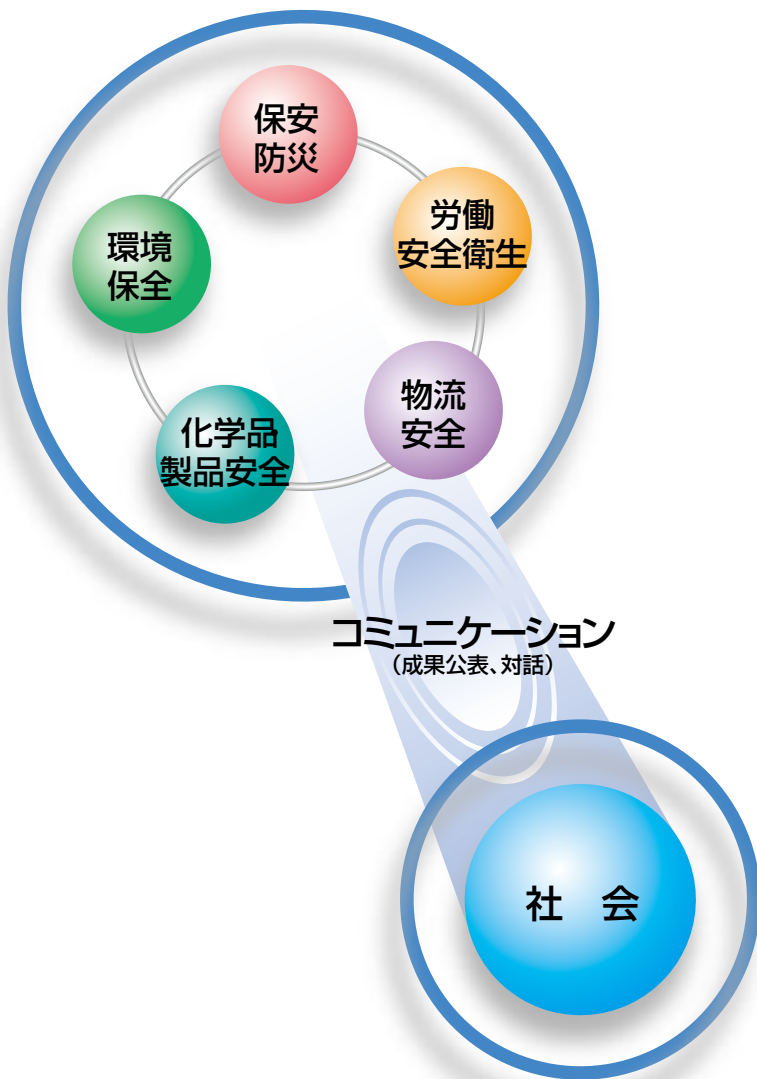 保安
防災
労働
安全衛生
環境
保全
物流
安全
化学品
製品安全
コミュニケーション
（成果公表、対話）
社　会